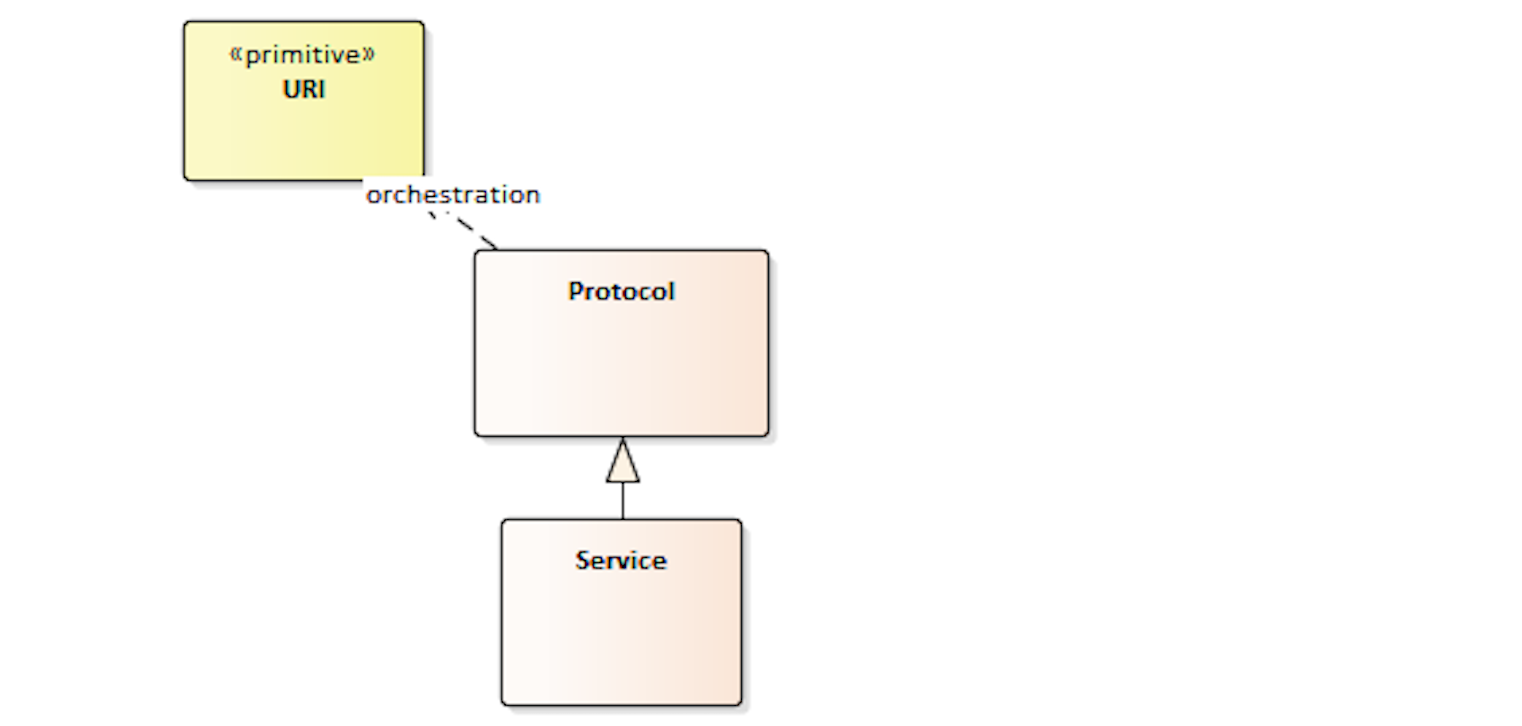 «primitive»
URI
orchestration
Protocol
Service